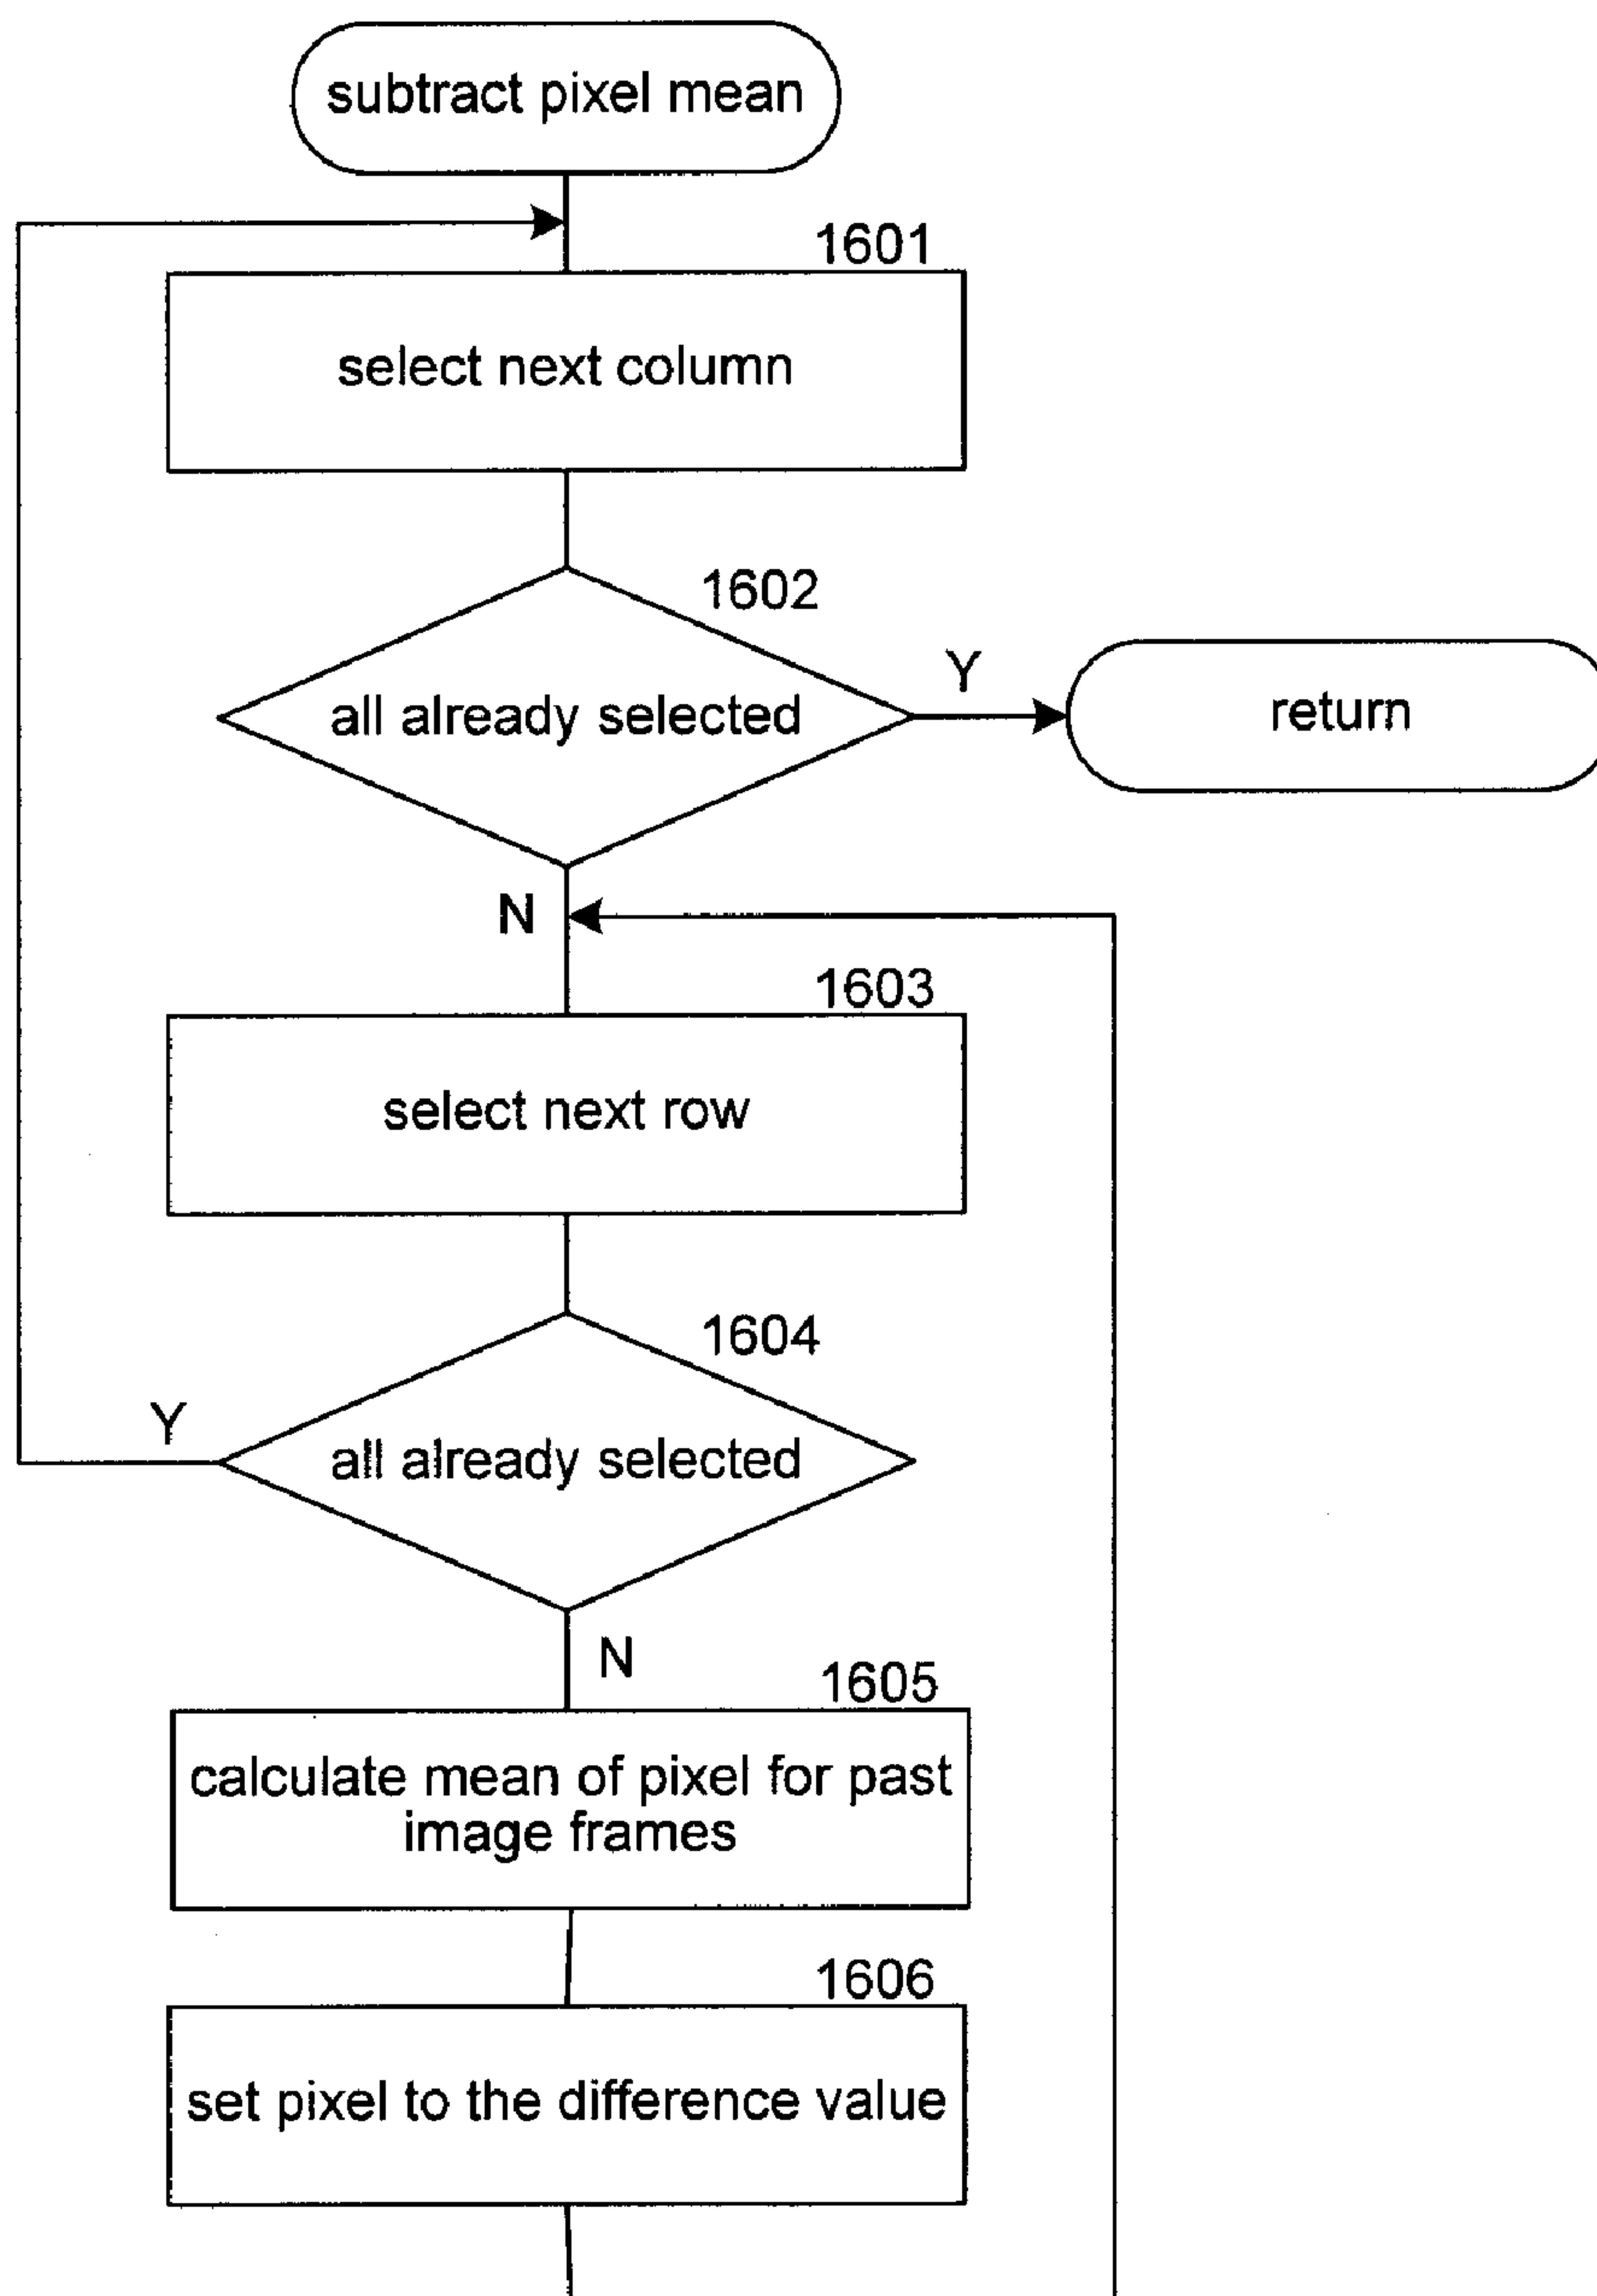 subtract pixel mean
1601
select next column
1602
all already selected
Y
return
N
1603
select next row
1604
Y
all already selected
N
1605
calculate mean of pixel for past
image frames
1606
set pixel to the difference value